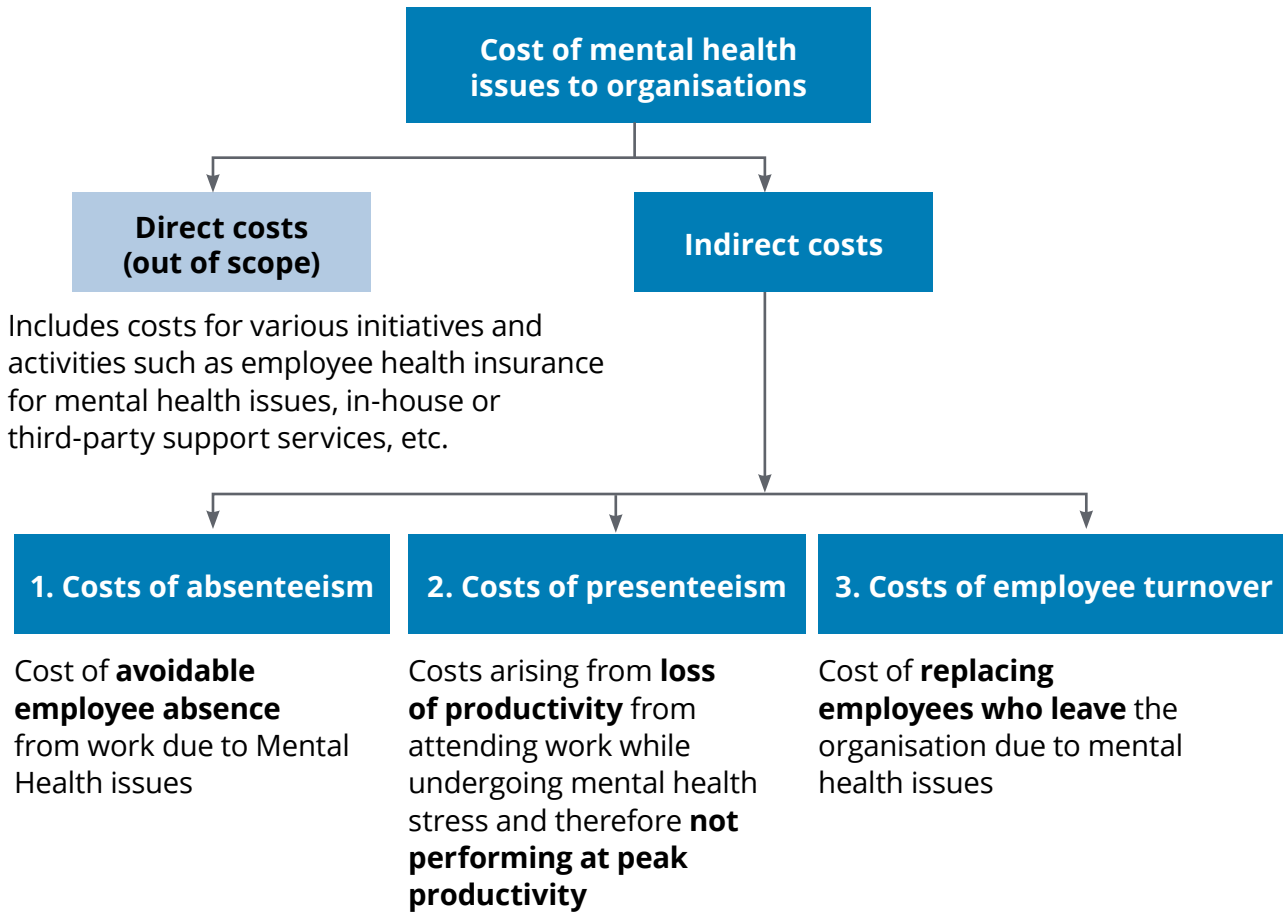 Cost of mental health
issues to organisations
Direct costs
(out of scope)
Indirect costs
Includes costs for various initiatives and
activities such as employee health insurance
for mental health issues, in-house or
third-party support services, etc.
1. Costs of absenteeism
2. Costs of presenteeism
3. Costs of employee turnover
Cost of avoidable
employee absence
from work due to Mental
Health issues
Costs arising from loss
of productivity from
attending work while
undergoing mental health
stress and therefore not
performing at peak
productivity
Cost of replacing
employees who leave the
organisation due to mental
health issues